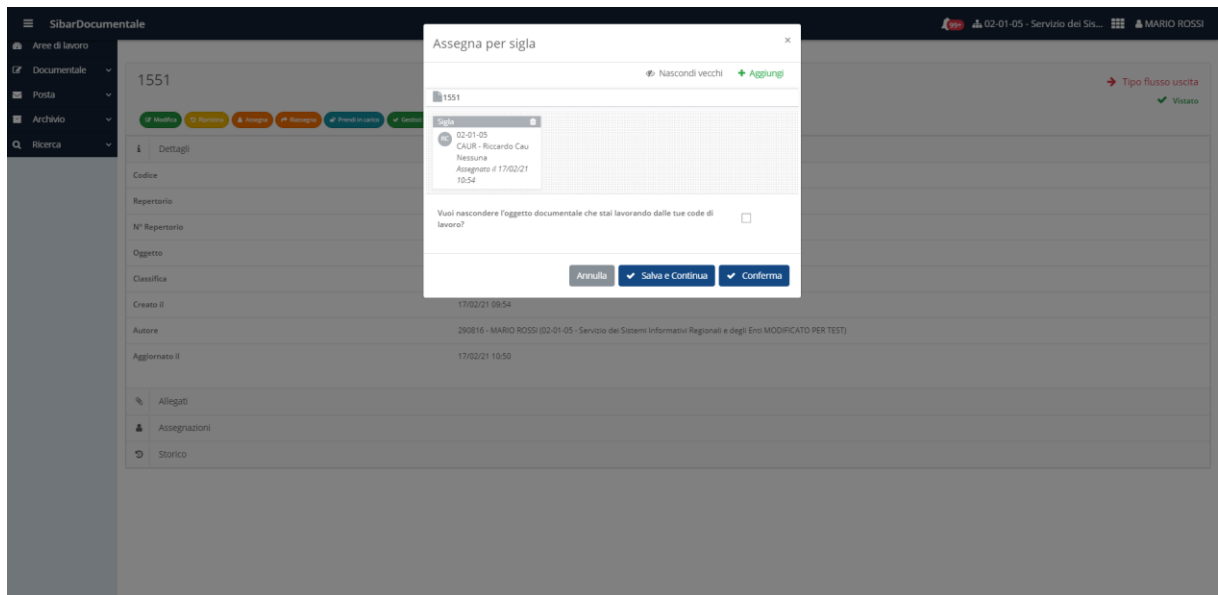 SibarDocumentale
99+ 02-01-05 - Servizio dei Sis... MARIO ROSSI
Aree di lavoro
Documentale
Posta
Archivio
Ricerca
1551
Tipo flusso uscita
Vistato
Modifica Assegna Riassegna Prendi in carico
Dettagli
Codice
Repertorio
N° Repertorio
Oggetto
Classifica
Creato il 17/02/21 09:54
Autore 290816 - MARIO ROSSI (02-01-05 - Servizio dei Sistemi Informativi Regionali e degli Enti MODIFICATO PER TEST)
Aggiornato il 17/02/21 10:50
Allegati
Assegnazioni
Storico
Assegna per sigla ×
Nascondi vecchi Aggiungi
1551
Sigla
RC 02-01-05
CAUR - Riccardo Cau
Nessuna
Assegnato il 17/02/21
10:54
Vuoi nascondere l'oggetto documentale che stai lavorando dalle tue code di
lavoro?
Annulla Salva e Continua Conferma